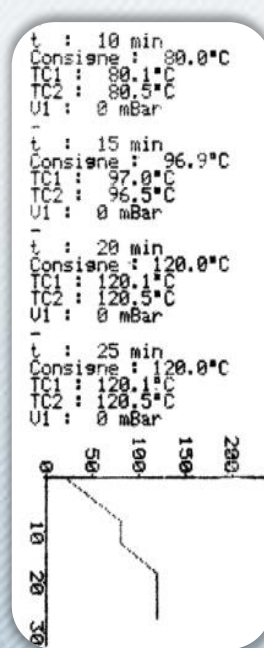 t : 10 min
Consigne : 80.0°C
TC1 : 80.1°C
TC2 : 80.5°C
V1 : 0 mBar
-
t : 15 min
Consigne : 96.9°C
TC1 : 97.0°C
TC2 : 96.5°C
V1 : 0 mBar
-
t : 20 min
Consigne : 120.0°C
TC1 : 120.1°C
TC2 : 120.5°C
V1 : 0 mBar
-
t : 25 min
Consigne : 120.0°C
TC1 : 120.1°C
TC2 : 120.5°C
V1 : 0 mBar
0 50 100 150 200
10
20
30